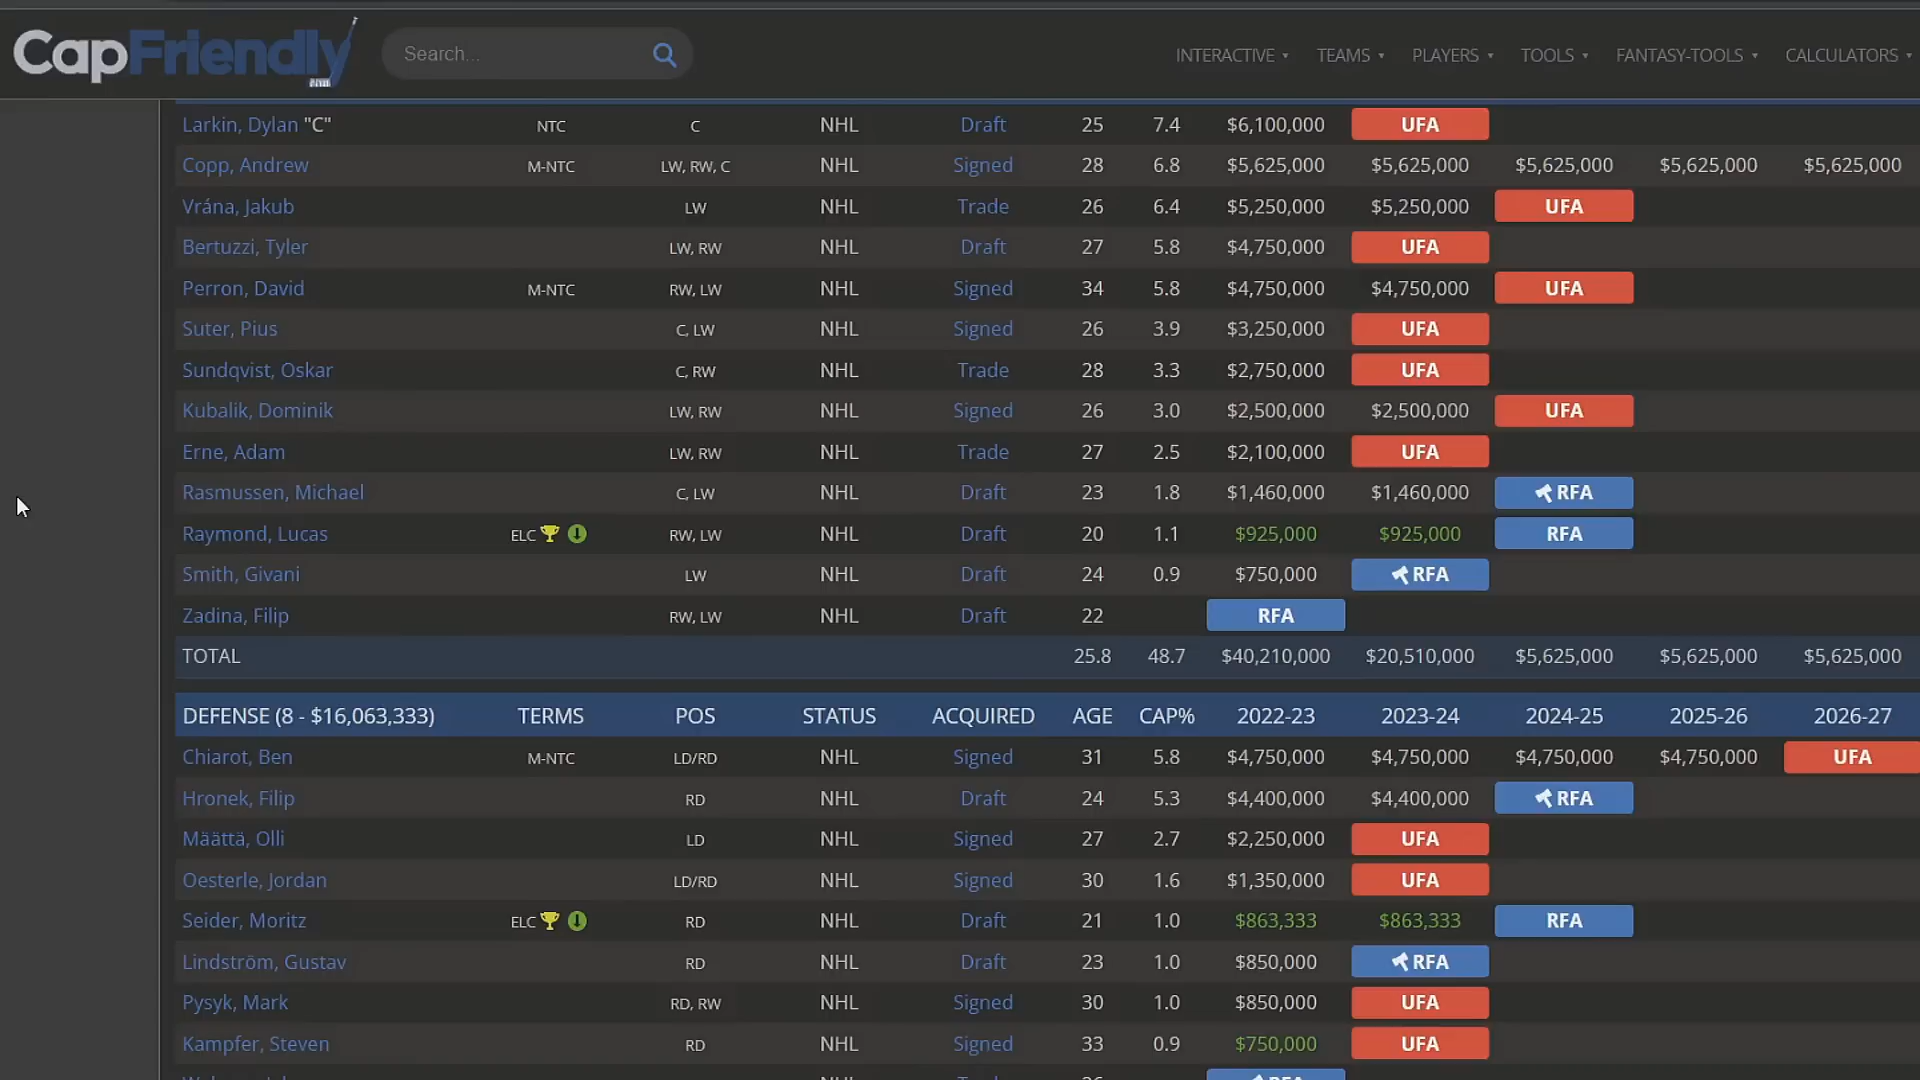 CapFriendly
.com
Search...
INTERACTIVE TEAMS PLAYERS TOOLS FANTASY-TOOLS CALCULATORS
Larkin, Dylan "C" NTC C NHL Draft 25 7.4 $6,100,000 UFA
Copp, Andrew M-NTC LW, RW, C NHL Signed 28 6.8 $5,625,000 $5,625,000 $5,625,000 $5,625,000 $5,625,000
Vrána, Jakub LW NHL Trade 26 6.4 $5,250,000 $5,250,000 UFA
Bertuzzi, Tyler LW, RW NHL Draft 27 5.8 $4,750,000 UFA
Perron, David M-NTC RW, LW NHL Signed 34 5.8 $4,750,000 $4,750,000 UFA
Suter, Pius C, LW NHL Signed 26 3.9 $3,250,000 UFA
Sundqvist, Oskar C, RW NHL Trade 28 3.3 $2,750,000 UFA
Kubalik, Dominik LW, RW NHL Signed 26 3.0 $2,500,000 $2,500,000 UFA
Erne, Adam LW, RW NHL Trade 27 2.5 $2,100,000 UFA
Rasmussen, Michael C, LW NHL Draft 23 1.8 $1,460,000 $1,460,000 RFA
Raymond, Lucas ELC RW, LW NHL Draft 20 1.1 $925,000 $925,000 RFA
Smith, Givani LW NHL Draft 24 0.9 $750,000 RFA
Zadina, Filip RW, LW NHL Draft 22 RFA
TOTAL 25.8 48.7 $40,210,000 $20,510,000 $5,625,000 $5,625,000 $5,625,000
DEFENSE (8 - $16,063,333) TERMS POS STATUS ACQUIRED AGE CAP% 2022-23 2023-24 2024-25 2025-26 2026-27
Chiarot, Ben M-NTC LD/RD NHL Signed 31 5.8 $4,750,000 $4,750,000 $4,750,000 $4,750,000 UFA
Hronek, Filip RD NHL Draft 24 5.3 $4,400,000 $4,400,000 RFA
Määttä, Olli LD NHL Signed 27 2.7 $2,250,000 UFA
Oesterle, Jordan LD/RD NHL Signed 30 1.6 $1,350,000 UFA
Seider, Moritz ELC RD NHL Draft 21 1.0 $863,333 $863,333 RFA
Lindström, Gustav RD NHL Draft 23 1.0 $850,000 RFA
Pysyk, Mark RD, RW NHL Signed 30 1.0 $850,000 UFA
Kampfer, Steven RD NHL Signed 33 0.9 $750,000 UFA